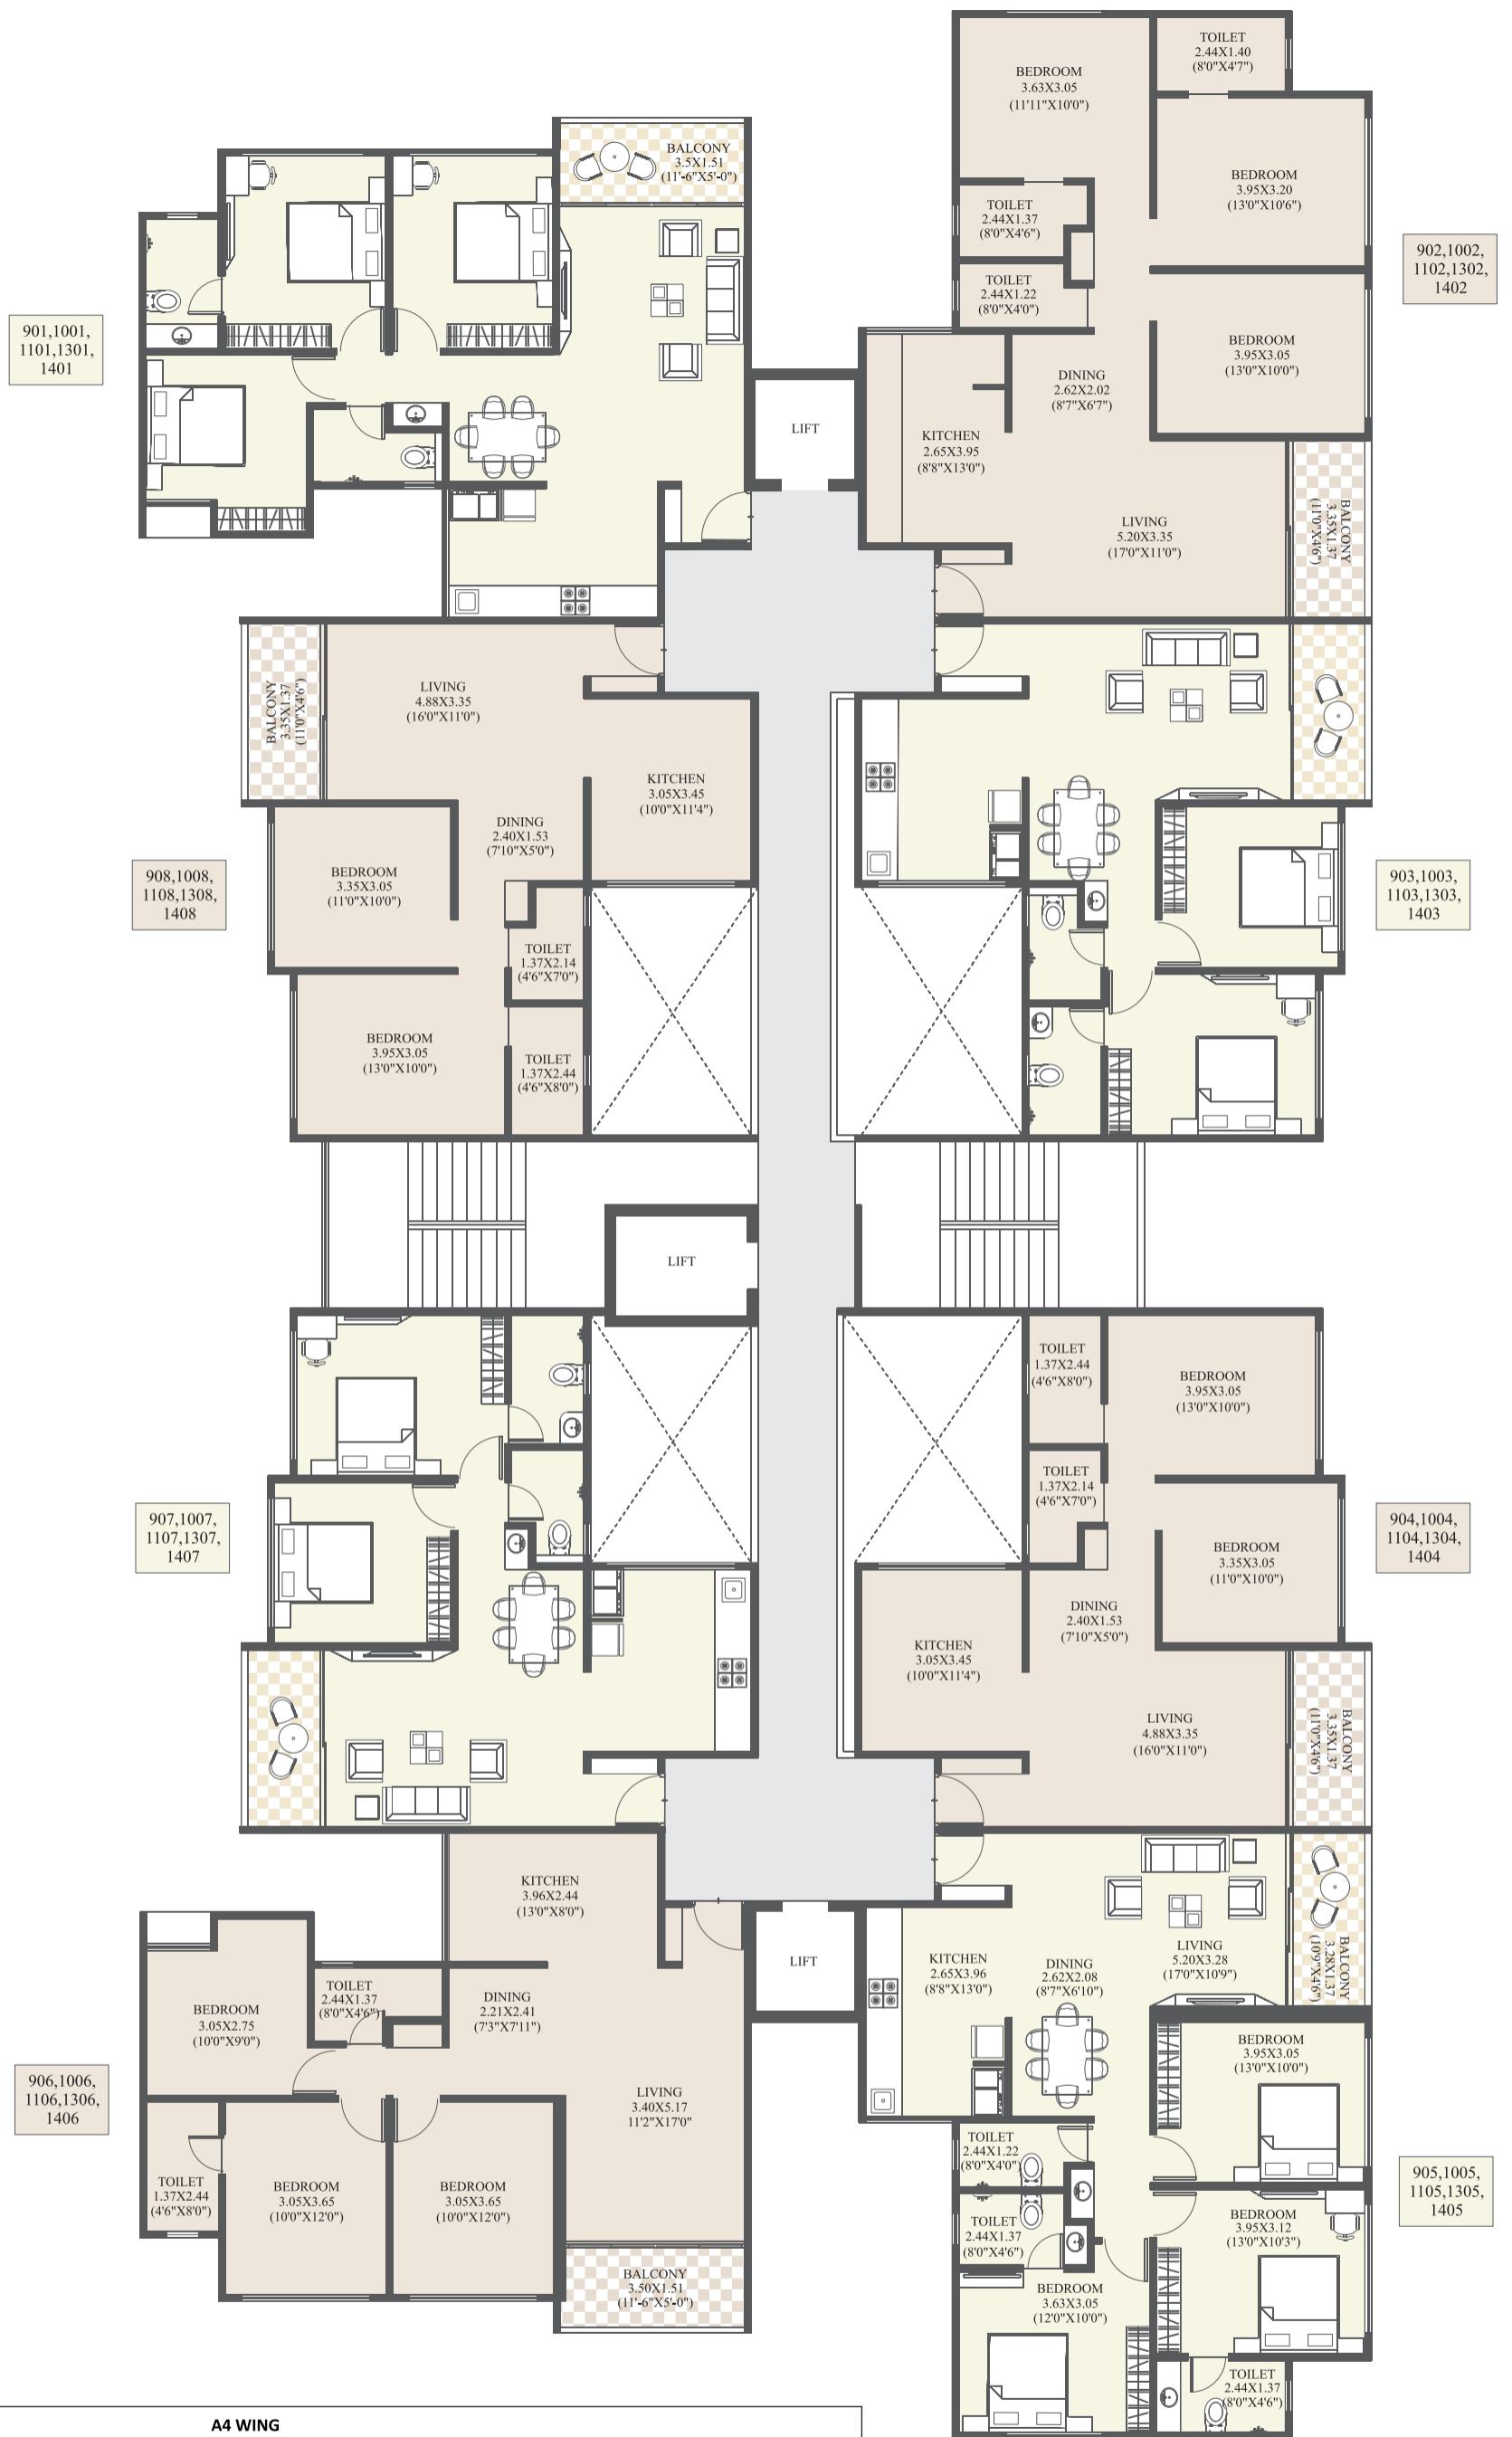 BEDROOM
3.63X3.05
(11'11"X10'0")
TOILET
2.44X1.40
(8'0"X4'7")
BALCONY
3.5X1.51
(11'-6"X5'-0")
BEDROOM
3.95X3.20
(13'0"X10'6")
TOILET
2.44X1.37
(8'0"X4'6")
902,1002,
1102,1302,
1402
TOILET
2.44X1.22
(8'0"X4'0")
901,1001,
1101,1301,
1401
BEDROOM
3.95X3.05
(13'0"X10'0")
DINING
2.62X2.02
(8'7"X6'7")
LIFT
KITCHEN
2.65X3.95
(8'8"X13'0")
LIVING
5.20X3.35
(17'0"X11'0")
BALCONY
3.35X1.37
(11'0"X4'6")
LIVING
4.88X3.35
(16'0"X11'0")
BALCONY
3.35X1.37
(11'0"X4'6")
KITCHEN
3.05X3.45
(10'0"X11'4")
DINING
2.40X1.53
(7'10"X5'0")
908,1008,
1108,1308,
1408
BEDROOM
3.35X3.05
(11'0"X10'0")
903,1003,
1103,1303,
1403
TOILET
1.37X2.14
(4'6"X7'0")
BEDROOM
3.95X3.05
(13'0"X10'0")
TOILET
1.37X2.44
(4'6"X8'0")
LIFT
TOILET
1.37X2.44
(4'6"X8'0")
BEDROOM
3.95X3.05
(13'0"X10'0")
TOILET
1.37X2.14
(4'6"X7'0")
907,1007,
1107,1307,
1407
904,1004,
1104,1304,
1404
BEDROOM
3.35X3.05
(11'0"X10'0")
DINING
2.40X1.53
(7'10"X5'0")
KITCHEN
3.05X3.45
(10'0"X11'4")
LIVING
4.88X3.35
(16'0"X11'0")
BALCONY
3.35X1.37
(11'0"X4'6")
KITCHEN
3.96X2.44
(13'0"X8'0")
LIFT
KITCHEN
2.65X3.96
(8'8"X13'0")
DINING
2.62X2.08
(8'7"X6'10")
LIVING
5.20X3.28
(17'0"X10'9")
BALCONY
3.28X1.37
(10'9"X4'6")
TOILET
2.44X1.37
(8'0"X4'6")
BEDROOM
3.05X2.75
(10'0"X9'0")
DINING
2.21X2.41
(7'3"X7'11")
BEDROOM
3.95X3.05
(13'0"X10'0")
906,1006,
1106,1306,
1406
LIVING
3.40X5.17
11'2"X17'0"
TOILET
2.44X1.22
(8'0"X4'0")
905,1005,
1105,1305,
1405
TOILET
1.37X2.44
(4'6"X8'0")
BEDROOM
3.05X3.65
(10'0"X12'0")
BEDROOM
3.05X3.65
(10'0"X12'0")
TOILET
2.44X1.37
(8'0"X4'6")
BEDROOM
3.95X3.12
(13'0"X10'3")
BALCONY
3.50X1.51
(11'-6"X5'-0")
BEDROOM
3.63X3.05
(12'0"X10'0")
TOILET
2.44X1.37
(8'0"X4'6")
A4 WING